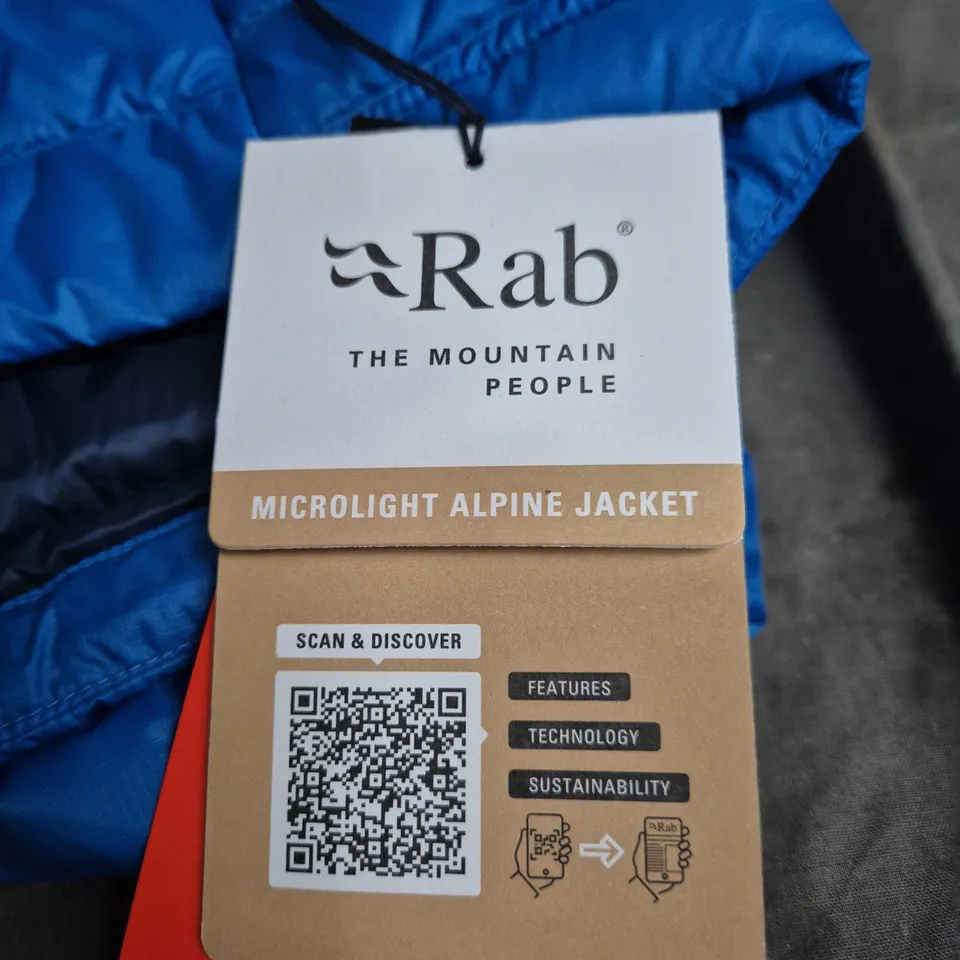 Rab®
THE MOUNTAIN
PEOPLE
MICROLIGHT ALPINE JACKET
SCAN & DISCOVER
FEATURES
TECHNOLOGY
SUSTAINABILITY
Rab